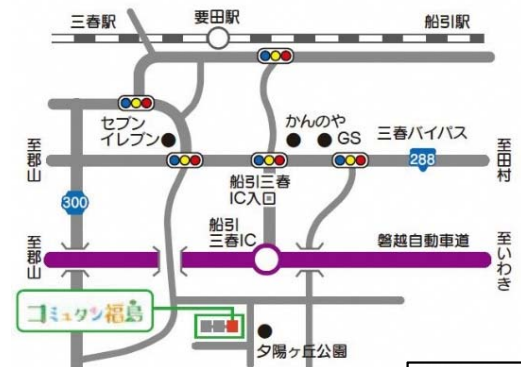 三春駅
要田駅
船引駅
セブン
イレブン
かんのや
GS
三春バイパス
288
至郡山
至田村
船引三春
IC入口
300
船引
三春IC
磐越自動車道
至郡山
至いわき
コミュタン福島
夕陽ヶ丘公園